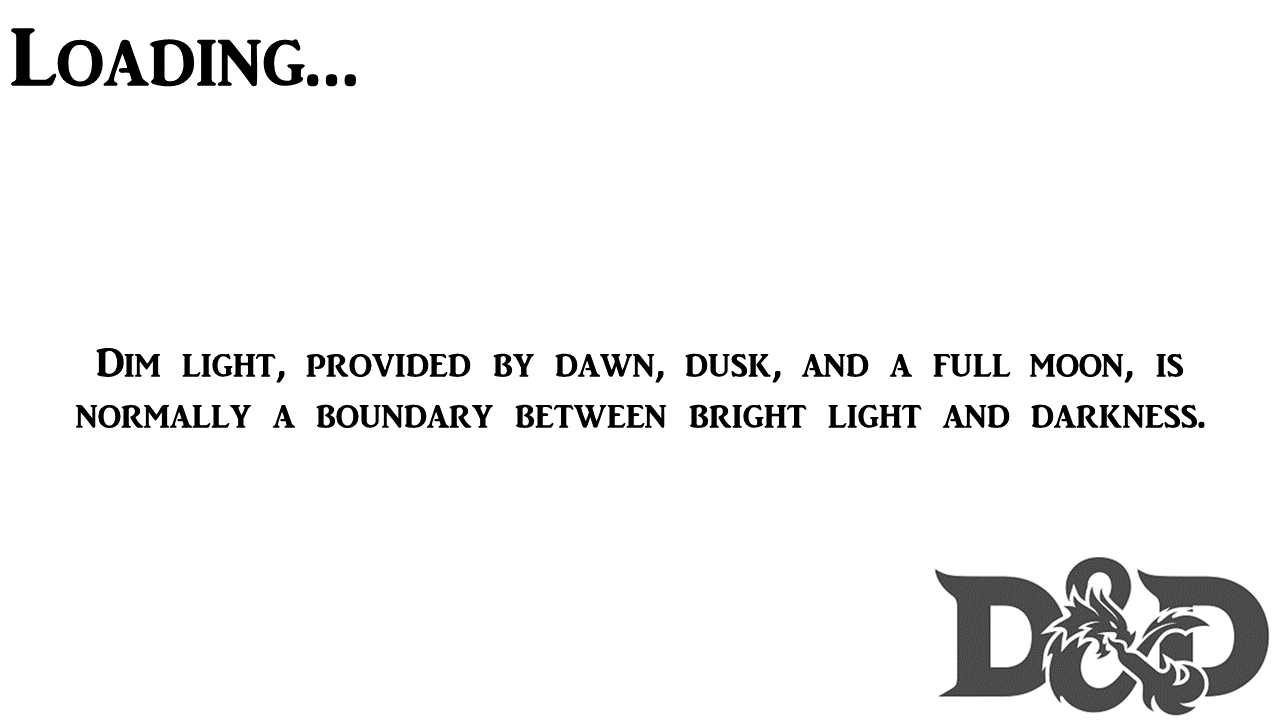 Loading...
Dim light, provided by dawn, dusk, and a full moon, is
normally a boundary between bright light and darkness.
D&D